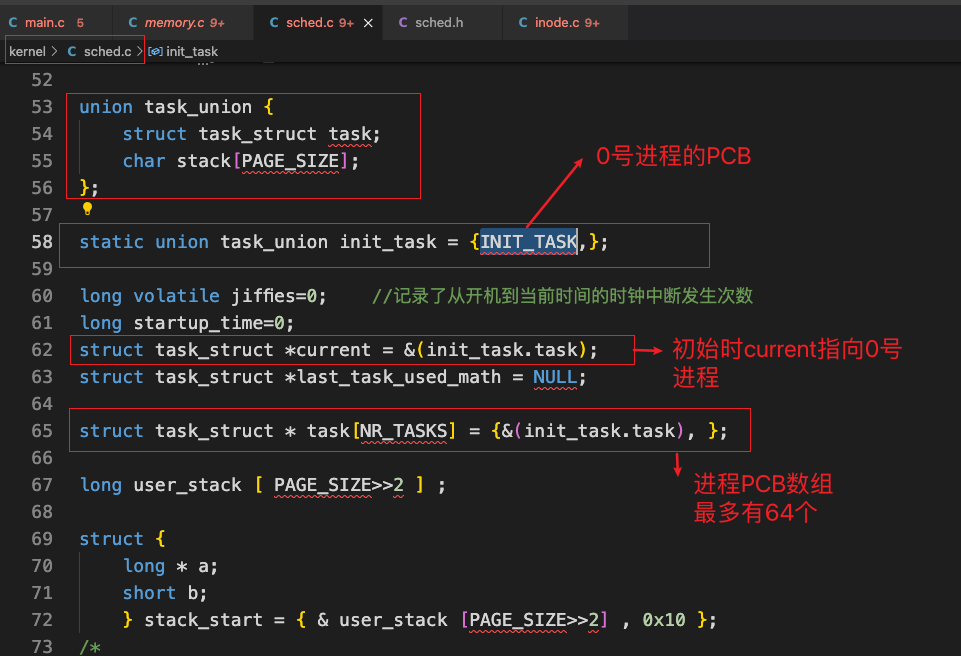 main.c 5 memory.c 9+ sched.c 9+ × sched.h inode.c 9+
kernel > C sched.c > init_task
52
53 union task_union {
54 struct task_struct task;
55 char stack[PAGE_SIZE];
56 };
0号进程的PCB
57
58 static union task_union init_task = {INIT_TASK,};
59
60 long volatile jiffies=0; //记录了从开机到当前时间的时钟中断发生次数
61 long startup_time=0;
62 struct task_struct *current = &(init_task.task);
初始时current指向0号
进程
63 struct task_struct *last_task_used_math = NULL;
64
65 struct task_struct * task[NR_TASKS] = {&(init_task.task), };
66
67 long user_stack [ PAGE_SIZE>>2 ] ;
进程PCB数组
最多有64个
68
69 struct {
70 long * a;
71 short b;
72 } stack_start = { & user_stack [PAGE_SIZE>>2] , 0x10 };
73 /*